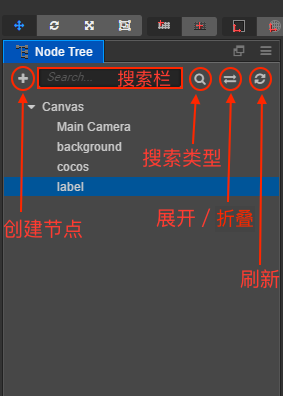 Node Tree
Search...
搜索栏
Canvas
Main Camera
background
cocos
label
搜索类型
创建节点
展开 / 折叠
刷新